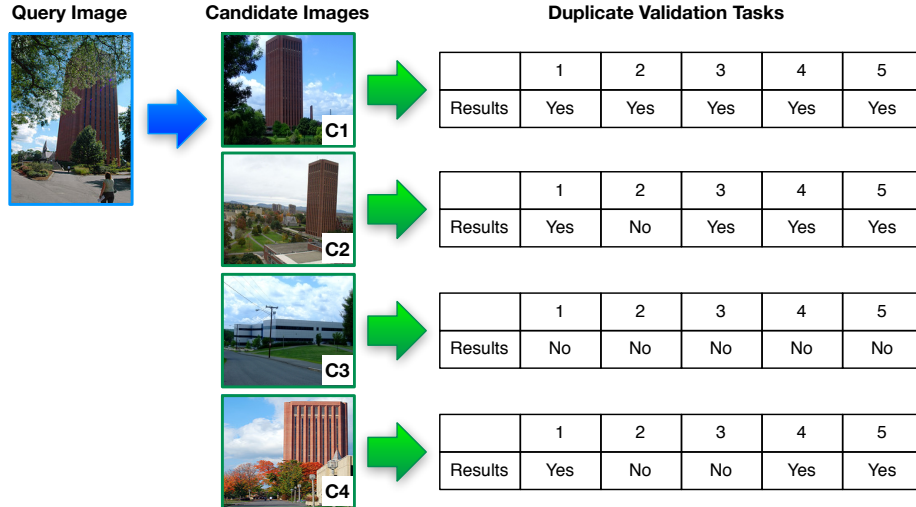 Query Image Candidate Images Duplicate Validation Tasks
C1
1 2 3 4 5
Results Yes Yes Yes Yes Yes
C2
1 2 3 4 5
Results Yes No Yes Yes Yes
C3
1 2 3 4 5
Results No No No No No
C4
1 2 3 4 5
Results Yes No No Yes Yes